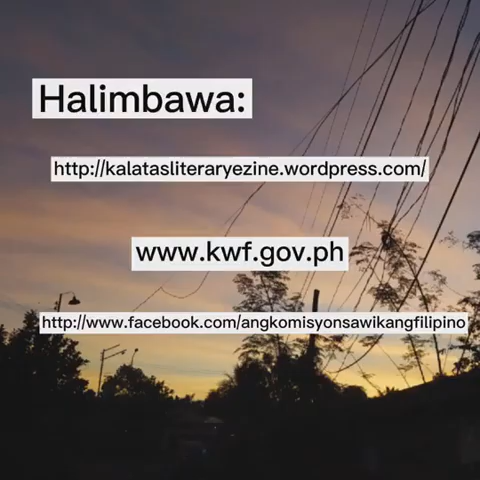 Halimbawa:
http://kalatasliteraryezine.wordpress.com/
www.kwf.gov.ph
http://www.facebook.com/angkomisyonsawikangfilipino